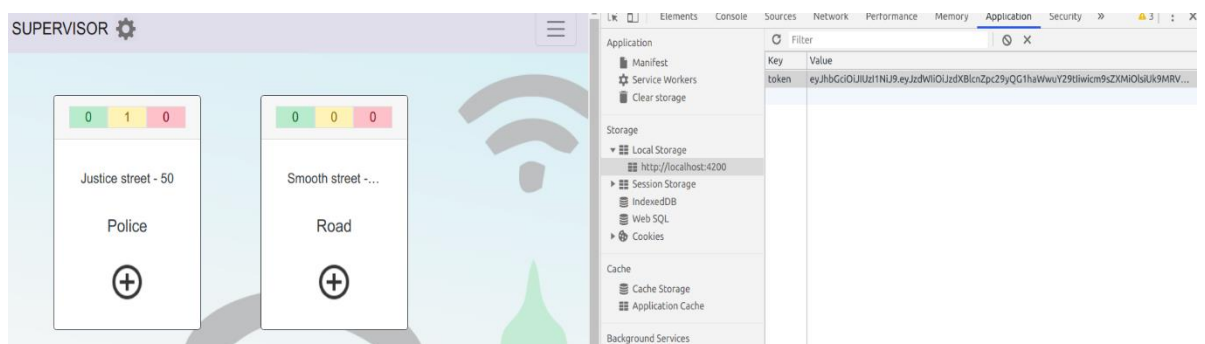 SUPERVISOR
0 1 0
Justice street - 50
Police
0 0 0
Smooth street -...
Road
Elements Console Sources Network Performance Memory Application Security » 3
Application
Manifest
Service Workers
Clear storage
Storage
Local Storage
http://localhost:4200
Session Storage
IndexedDB
Web SQL
Cookies
Cache
Cache Storage
Application Cache
Background Services
Filter
Key Value
token